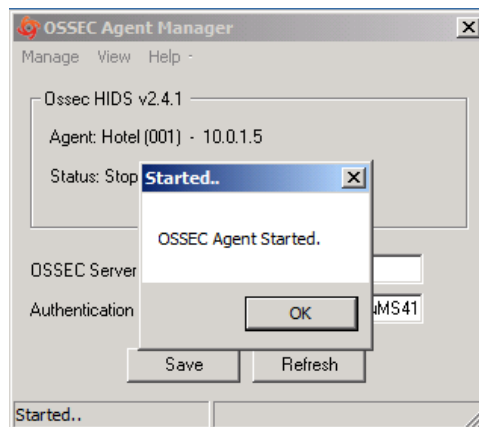 OSSEC Agent Manager
Manage View Help -
Ossec HIDS v2.4.1
Agent: Hotel (001) - 10.0.1.5
Status: Stop
Started..
OSSEC Agent Started.
OK
OSSEC Server
Authentication
MS41
Save Refresh
Started..